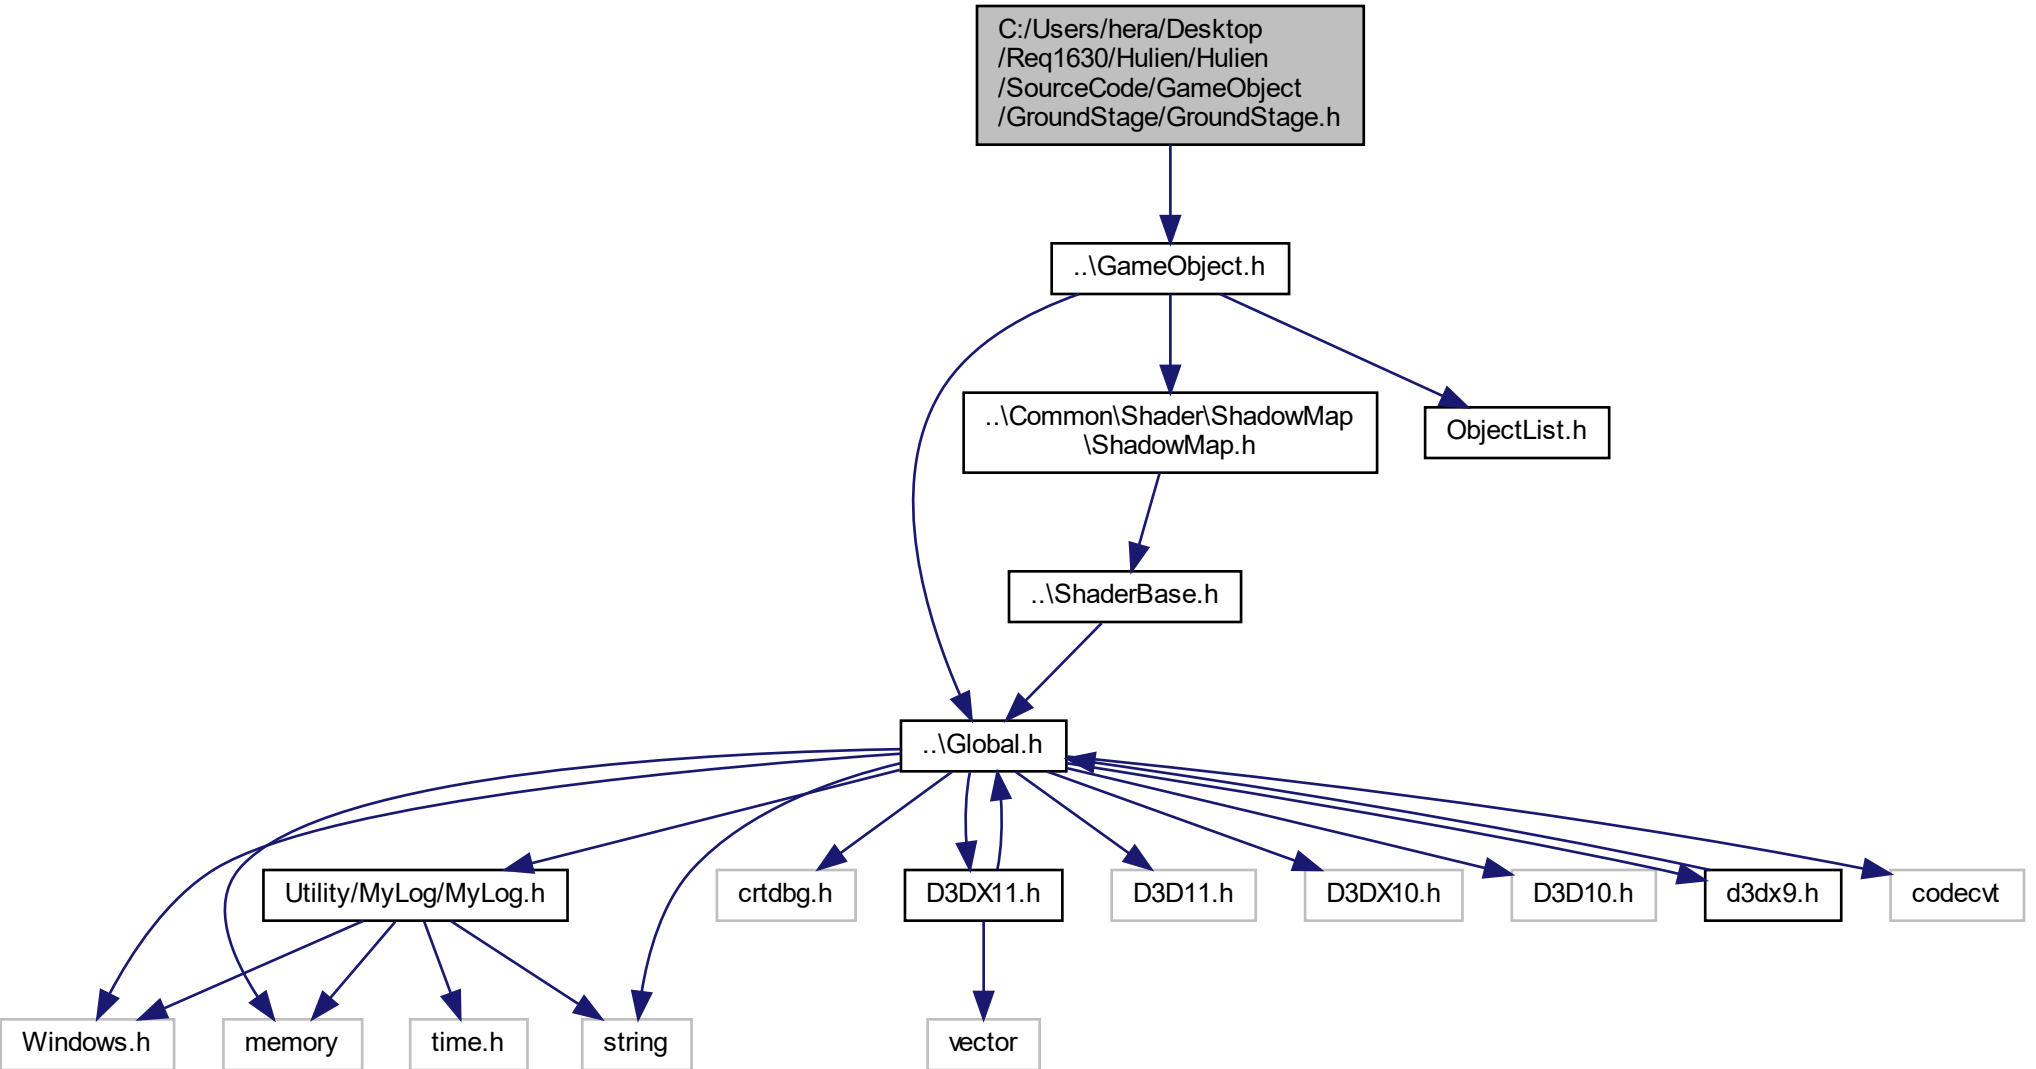 C:/Users/hera/Desktop
/Req1630/Hulien/Hulien
/SourceCode/GameObject
/GroundStage/GroundStage.h
..\GameObject.h
..\Common\Shader\ShadowMap
\ShadowMap.h
ObjectList.h
..\ShaderBase.h
..\Global.h
Utility/MyLog/MyLog.h
crtdbg.h
D3DX11.h
D3D11.h
D3DX10.h
D3D10.h
d3dx9.h
codecvt
Windows.h
memory
time.h
string
vector